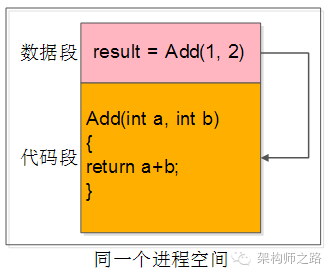 数据段
result = Add(1, 2)
代码段
Add(int a, int b)
{
return a+b;
}
同一个进程空间
架构师之路